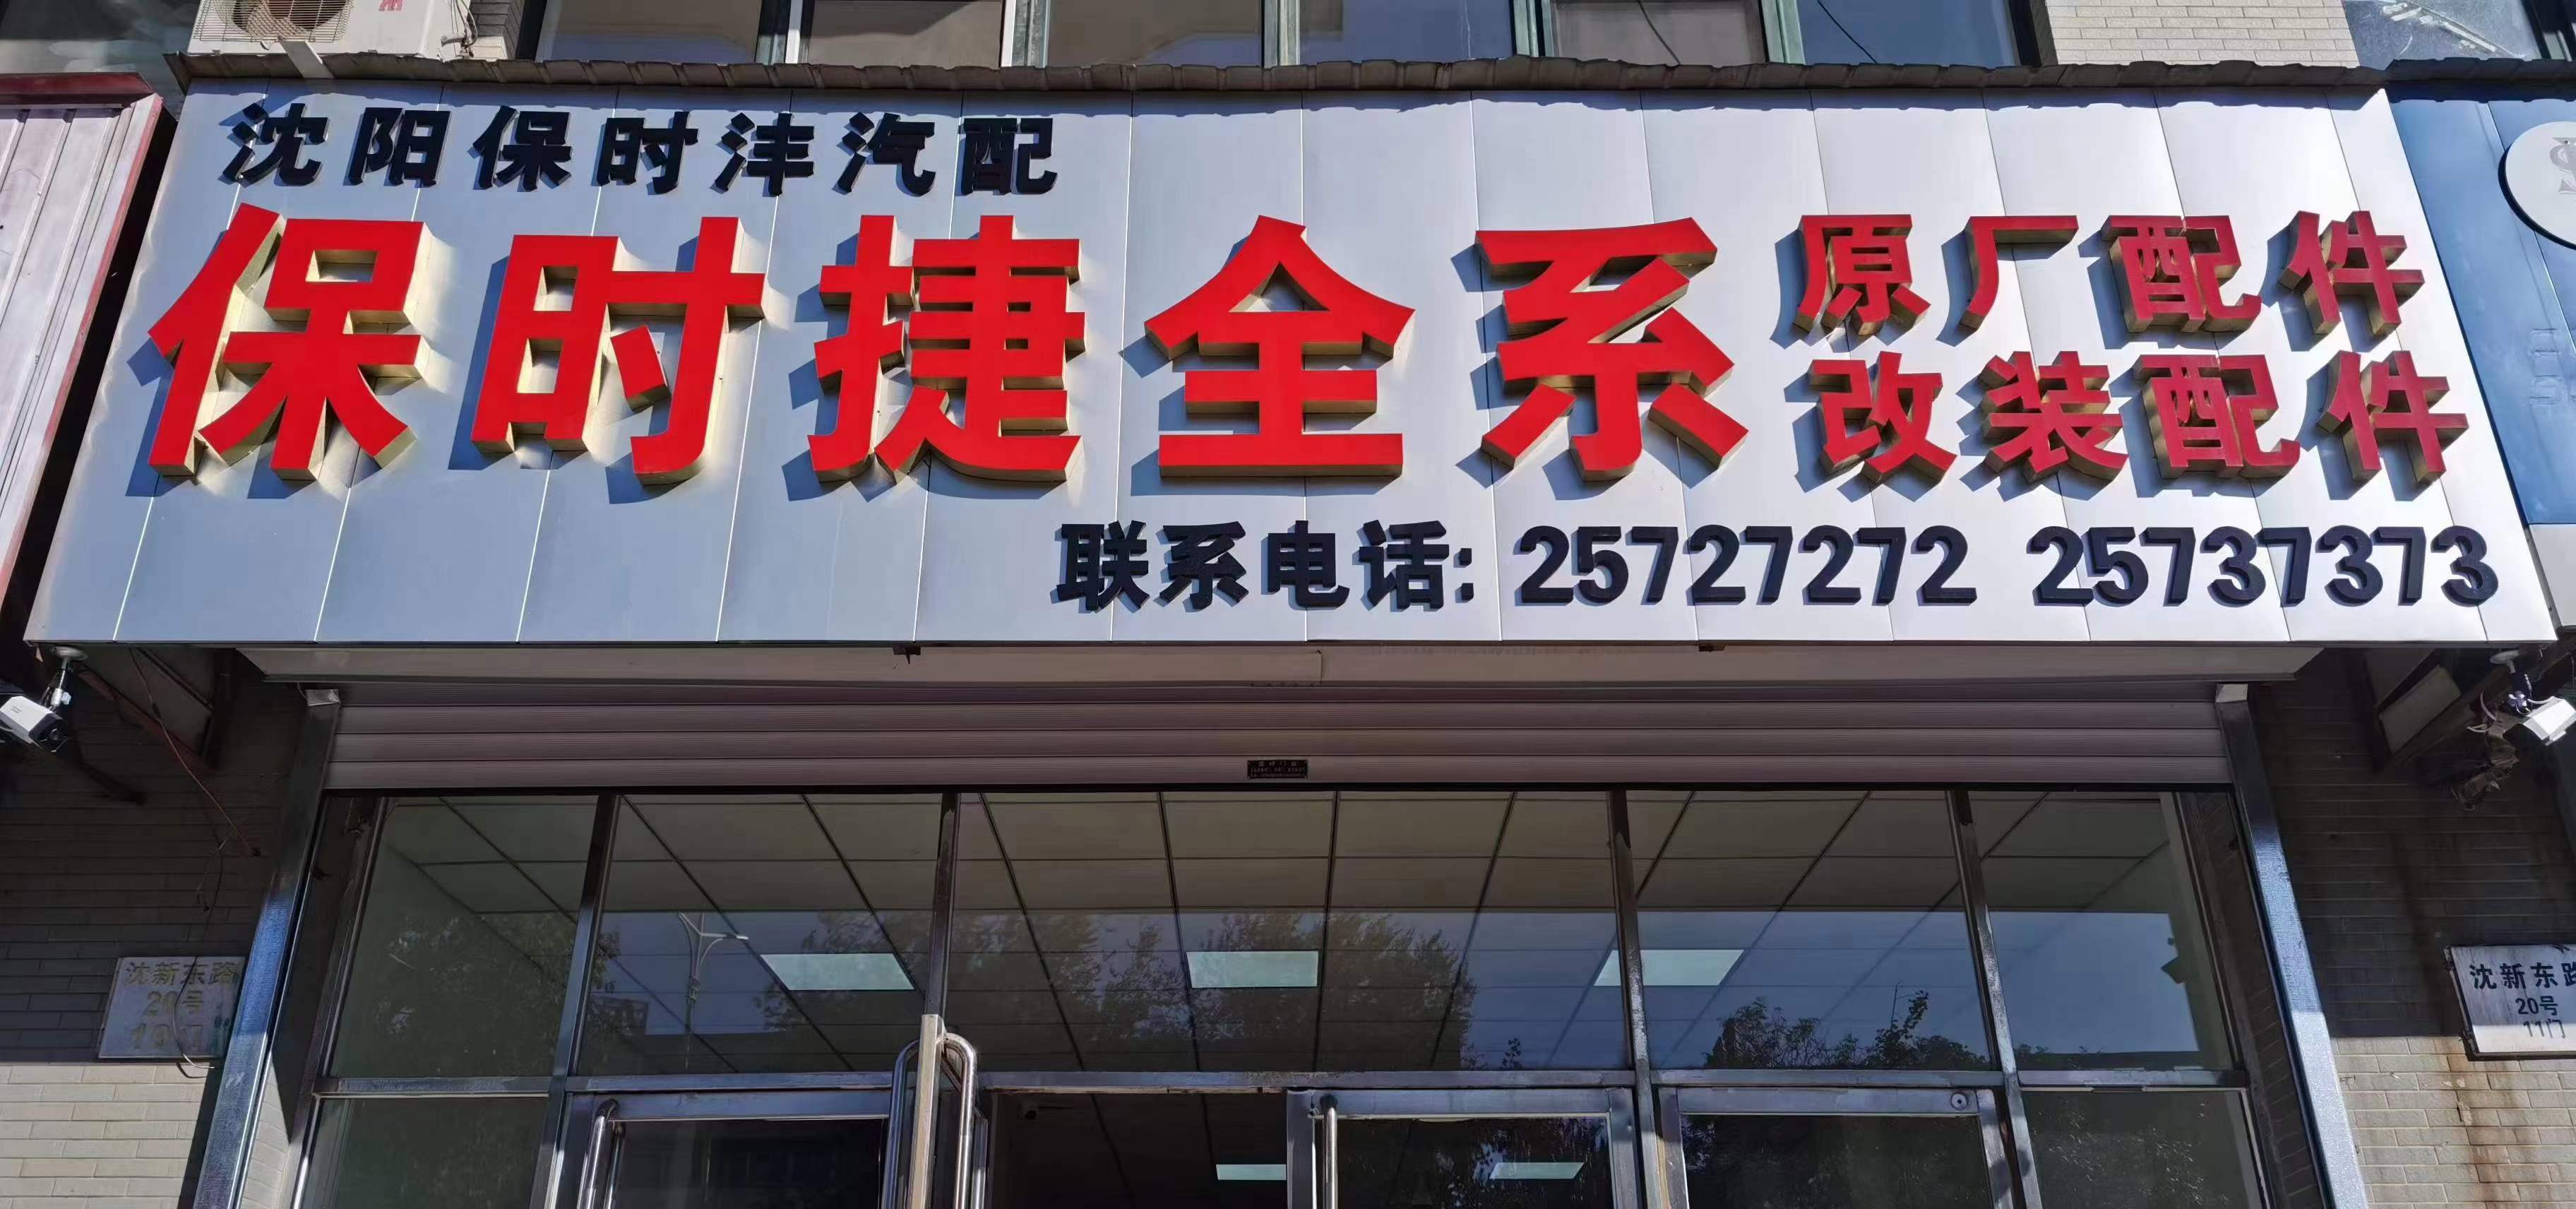 沈阳保时沣汽配
保时捷全系
原厂配件
改装配件
联系电话: 25727272 25737373
沈新东路
20号
沈新东路
20号
11门